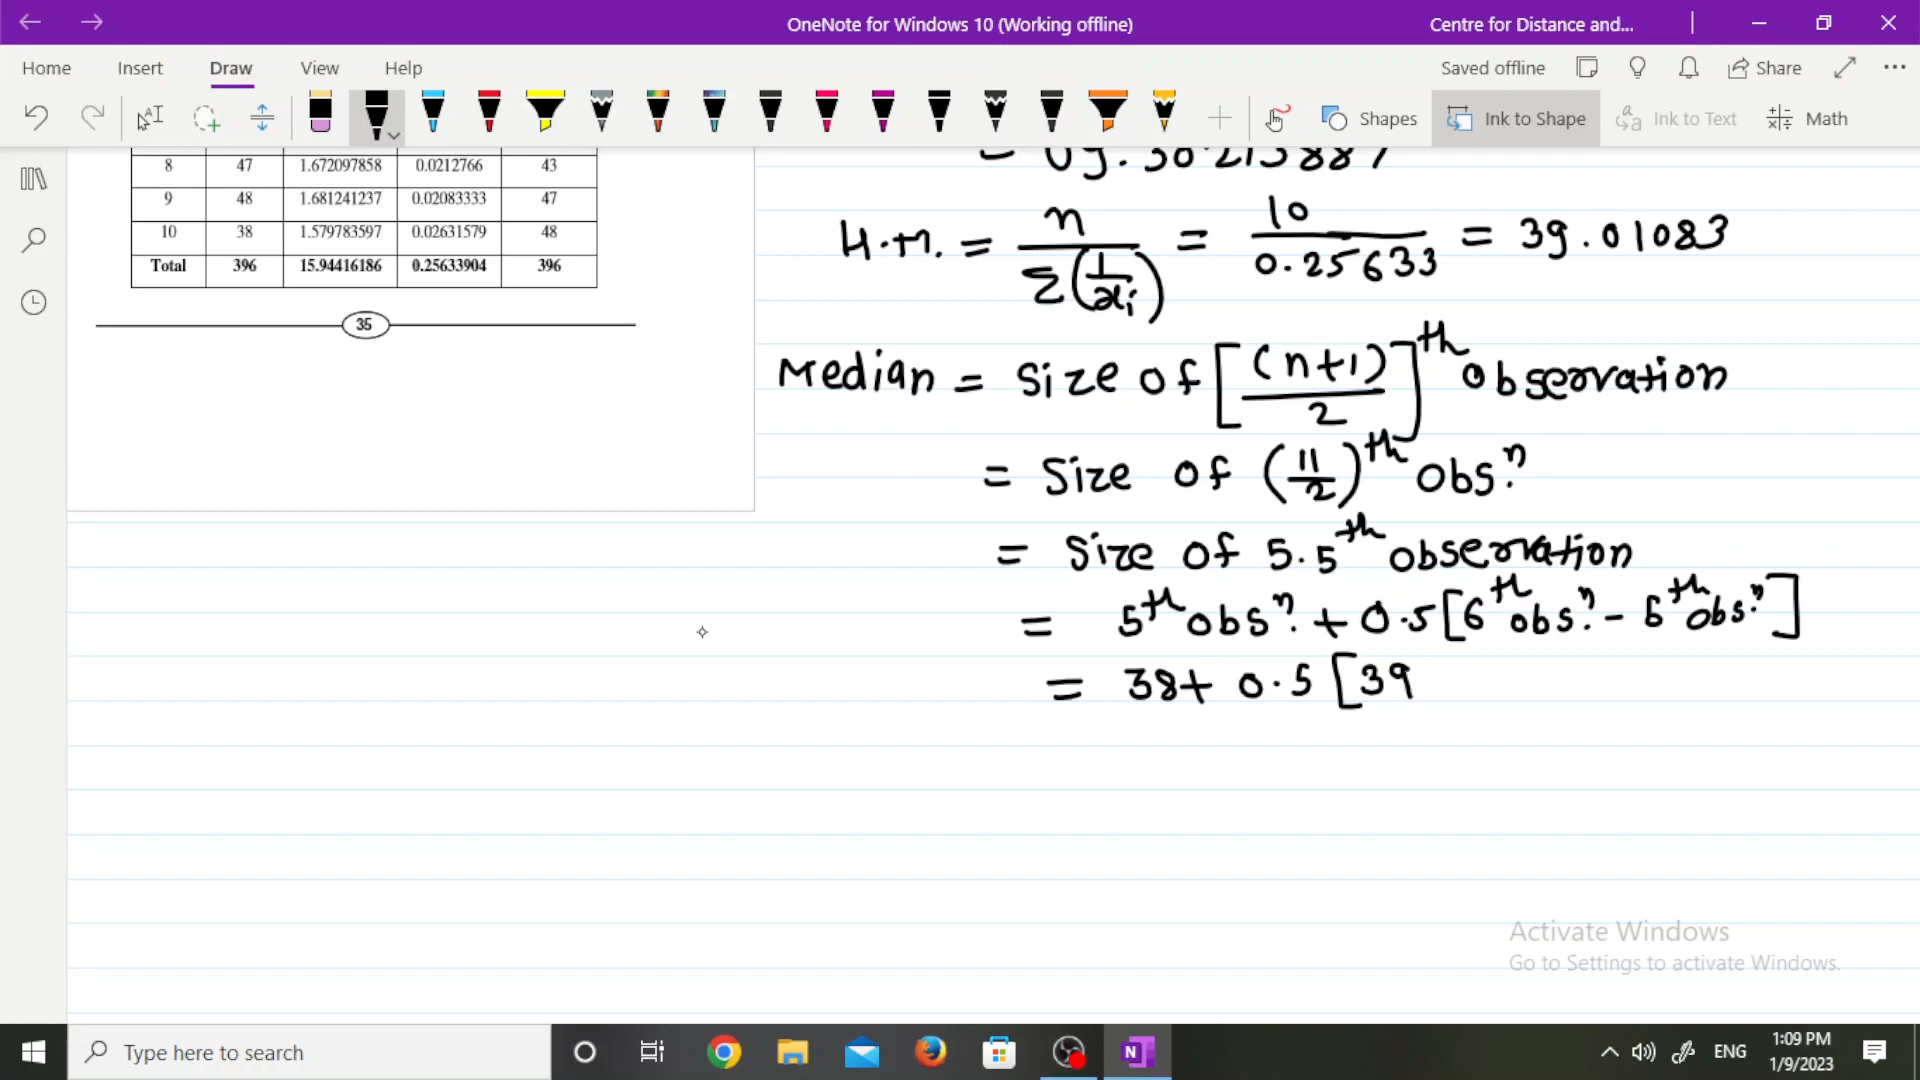 OneNote for Windows 10 (Working offline)
Centre for Distance and...
Home Insert Draw View Help
Saved offline
Share
Shapes
Ink to Shape
Ink to Text
Math
8 47 1.672097858 0.0212766 43
9 48 1.681241237 0.02083333 47
10 38 1.579783597 0.02631579 48
Total 396 15.94416186 0.25633904 396
35
H.M. = n / Σ(1/xi) = 10 / 0.25633 = 39.01083
Median = Size of [(n+1)/2]th observation
= Size of (11/2)th obs.n
= Size of 5.5th observation
= 5th obs.n + 0.5[6th obs.n - 5th obs.n]
= 38+ 0.5 [39
Activate Windows
Go to Settings to activate Windows.
Type here to search
ENG
1:09 PM
1/9/2023